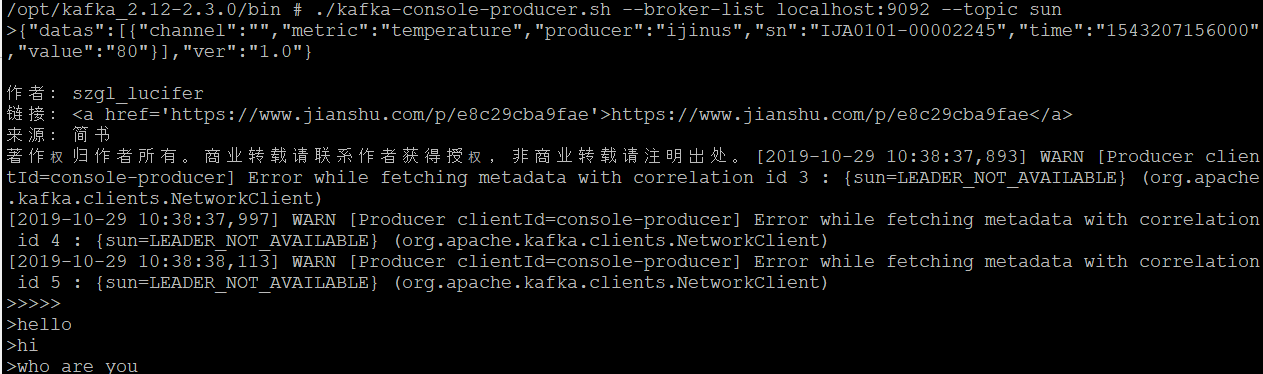 /opt/kafka_2.12-2.3.0/bin # ./kafka-console-producer.sh --broker-list localhost:9092 --topic sun
>{"datas":[{"channel":"","metric":"temperature","producer":"ijinus","sn":"IJA0101-00002245","time":"1543207156000"
,"value":"80"}],"ver":"1.0"}
作者: szgl_lucifer
链接: <a href='https://www.jianshu.com/p/e8c29cba9fae'>https://www.jianshu.com/p/e8c29cba9fae</a>
来源: 简书
著作权归作者所有。商业转载请联系作者获得授权，非商业转载请注明出处。[2019-10-29 10:38:37,893] WARN [Producer clien
tId=console-producer] Error while fetching metadata with correlation id 3 : {sun=LEADER_NOT_AVAILABLE} (org.apache
.kafka.clients.NetworkClient)
[2019-10-29 10:38:37,997] WARN [Producer clientId=console-producer] Error while fetching metadata with correlation
 id 4 : {sun=LEADER_NOT_AVAILABLE} (org.apache.kafka.clients.NetworkClient)
[2019-10-29 10:38:38,113] WARN [Producer clientId=console-producer] Error while fetching metadata with correlation
 id 5 : {sun=LEADER_NOT_AVAILABLE} (org.apache.kafka.clients.NetworkClient)
>>>>>
>hello
>hi
>who are you